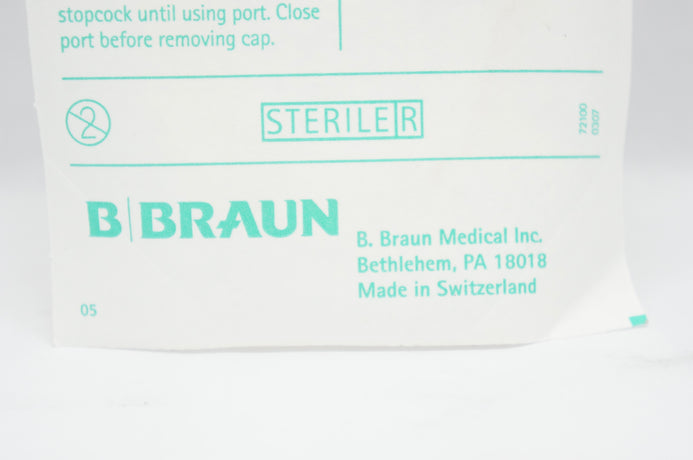 stopcock until using port. Close
port before removing cap.
2
STERILE R
72100
0307
B BRAUN
B. Braun Medical Inc.
Bethlehem, PA 18018
Made in Switzerland
05